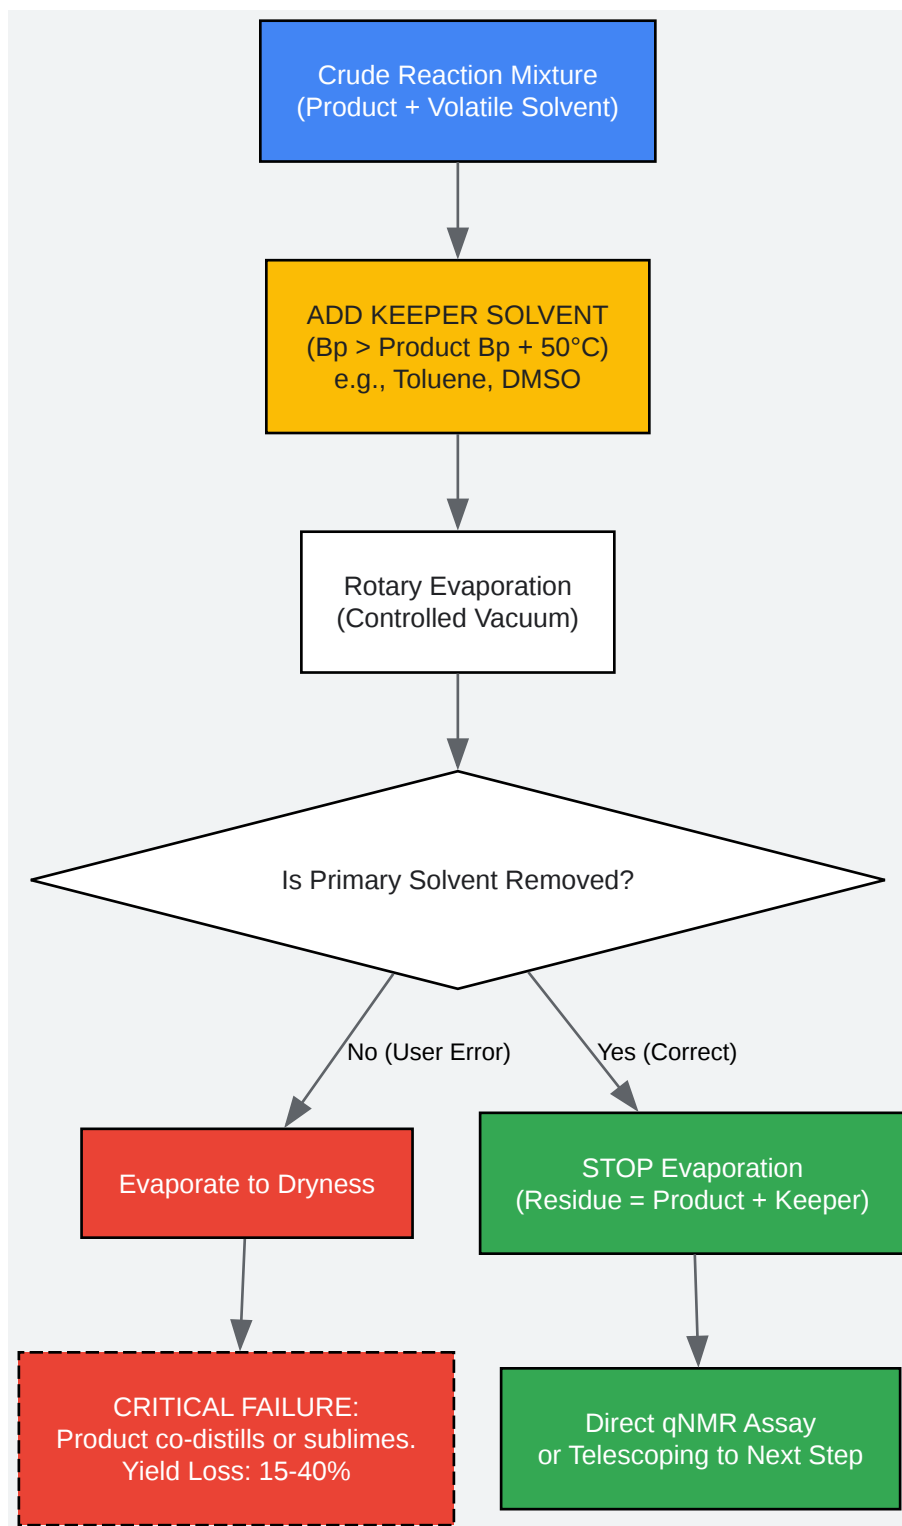 Crude Reaction Mixture
(Product + Volatile Solvent)
ADD KEEPER SOLVENT
(Bp > Product Bp + 50°C)
e.g., Toluene, DMSO
Rotary Evaporation
(Controlled Vacuum)
Is Primary Solvent Removed?
No (User Error)
Yes (Correct)
Evaporate to Dryness
STOP Evaporation
(Residue = Product + Keeper)
CRITICAL FAILURE:
Product co-distills or sublimes.
Yield Loss: 15-40%
Direct qNMR Assay
or Telescoping to Next Step